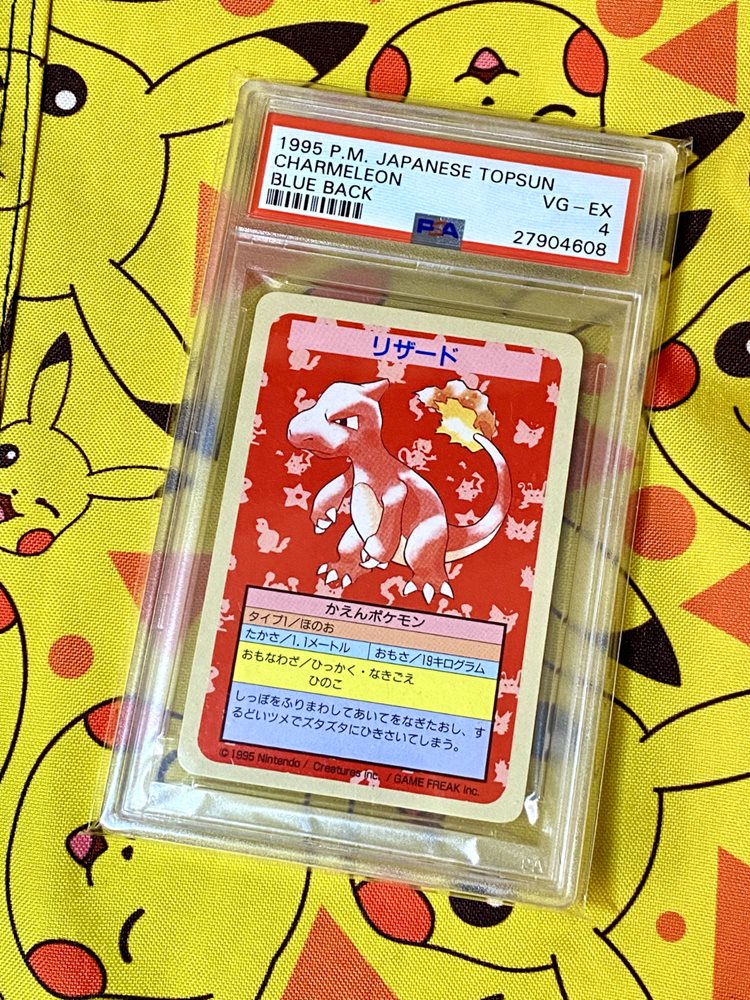 1995 P.M. JAPANESE TOPSUN
CHARMELEON VG-EX
BLUE BACK 4
PSA 27904608
リザード
かえんポケモン
タイプ1/ほのお
たかさ/1.1メートル おもさ/19キログラム
おもなわざ/ひっかく・なきごえ
ひのこ
しっぽをふりまわしてあいてをなぎたおし、す
るどいツメでズタズタにひきさいてしまう。
©1995 Nintendo / Creatures inc. / GAME FREAK inc.
PSA